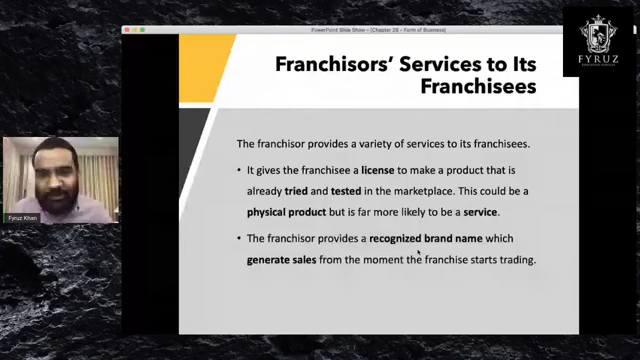 PowerPoint Slide Show – [Chapter 28 – Form of Business]
FYRUZ
Franchisors' Services to Its
Franchisees
The franchisor provides a variety of services to its franchisees.
• It gives the franchisee a license to make a product that is
already tried and tested in the marketplace. This could be a
physical product but is far more likely to be a service.
• The franchisor provides a recognized brand name which
generate sales from the moment the franchise starts trading.
Fyruz Khan